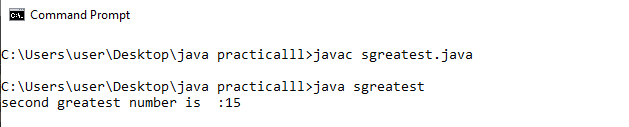 Command Prompt
C:\Users\user\Desktop\java practicalll>javac sgreatest.java
C:\Users\user\Desktop\java practicalll>java sgreatest
second greatest number is  :15